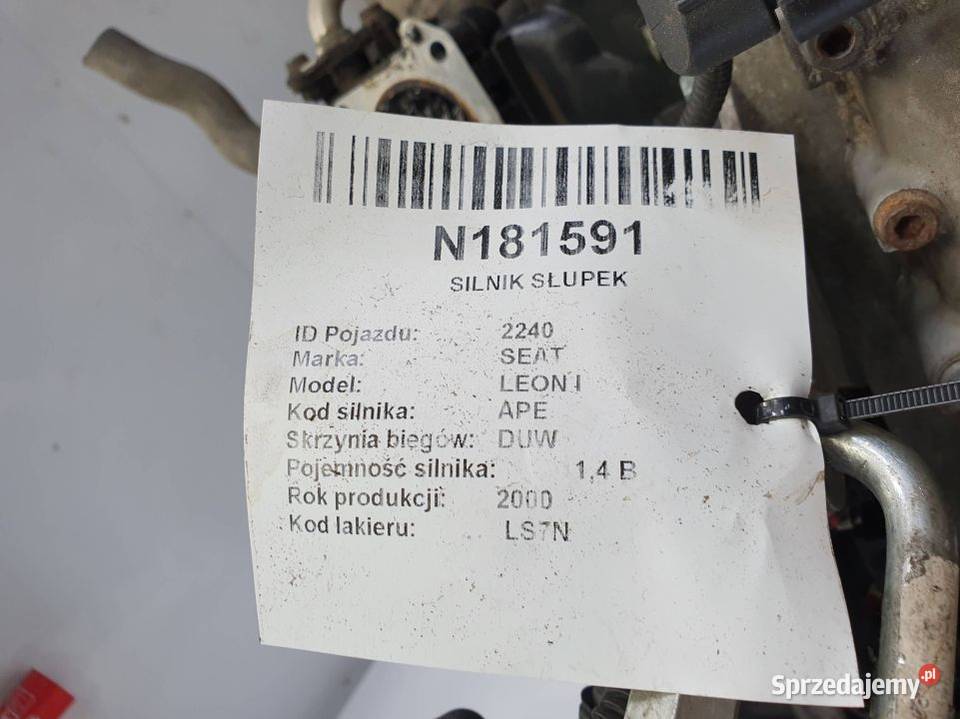 N181591
SILNIK SŁUPEK
ID Pojazdu: 2240
Marka: SEAT
Model: LEON I
Kod silnika: APE
Skrzynia biegów: DUW
Pojemność silnika: 1,4 B
Rok produkcji: 2000
Kod lakieru: LS7N
Sprzedajemy.pl